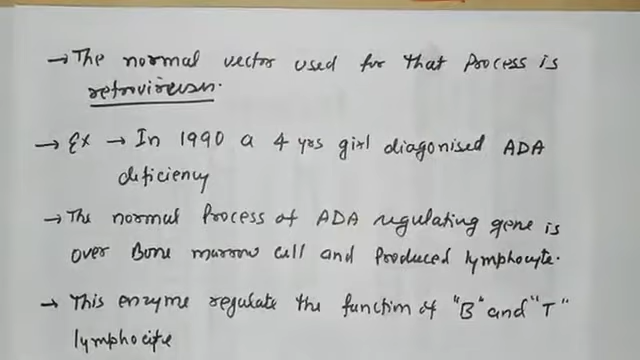 → The normal vector used for that process is
retrovireusn.
→ Ex → In 1990 a 4 yrs girl diagonised ADA
deficiency
→ The normal Process of ADA regulating gene is
over Bone marrow cell and Produced lymphocyte.
→ This enzyme regulate the function of "B" and "T"
lymphocite